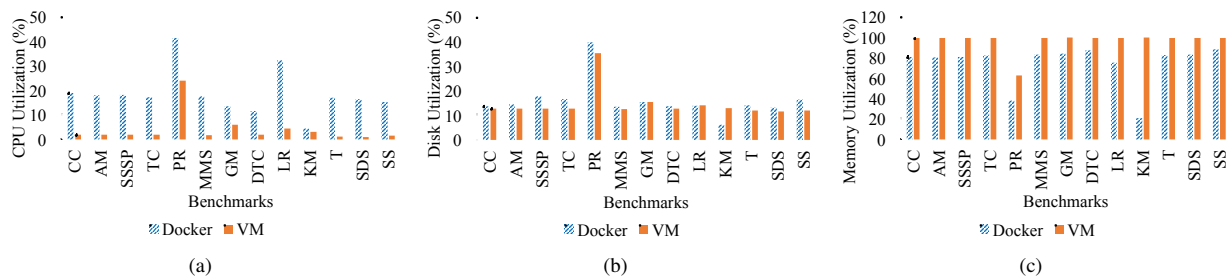 CPU Utilization (%)
50
40
30
20
10
0
CC
AM
SSSP
TC
PR
MMS
GM
DTC
LR
KM
T
SDS
SS
Benchmarks
Docker
VM
(a)
Disk Utilization (%)
50
40
30
20
10
0
CC
AM
SSSP
TC
PR
MMS
GM
DTC
LR
KM
T
SDS
SS
Benchmarks
Docker
VM
(b)
Memory Utilization (%)
120
100
80
60
40
20
0
CC
AM
SSSP
TC
PR
MMS
GM
DTC
LR
KM
T
SDS
SS
Benchmarks
Docker
VM
(c)